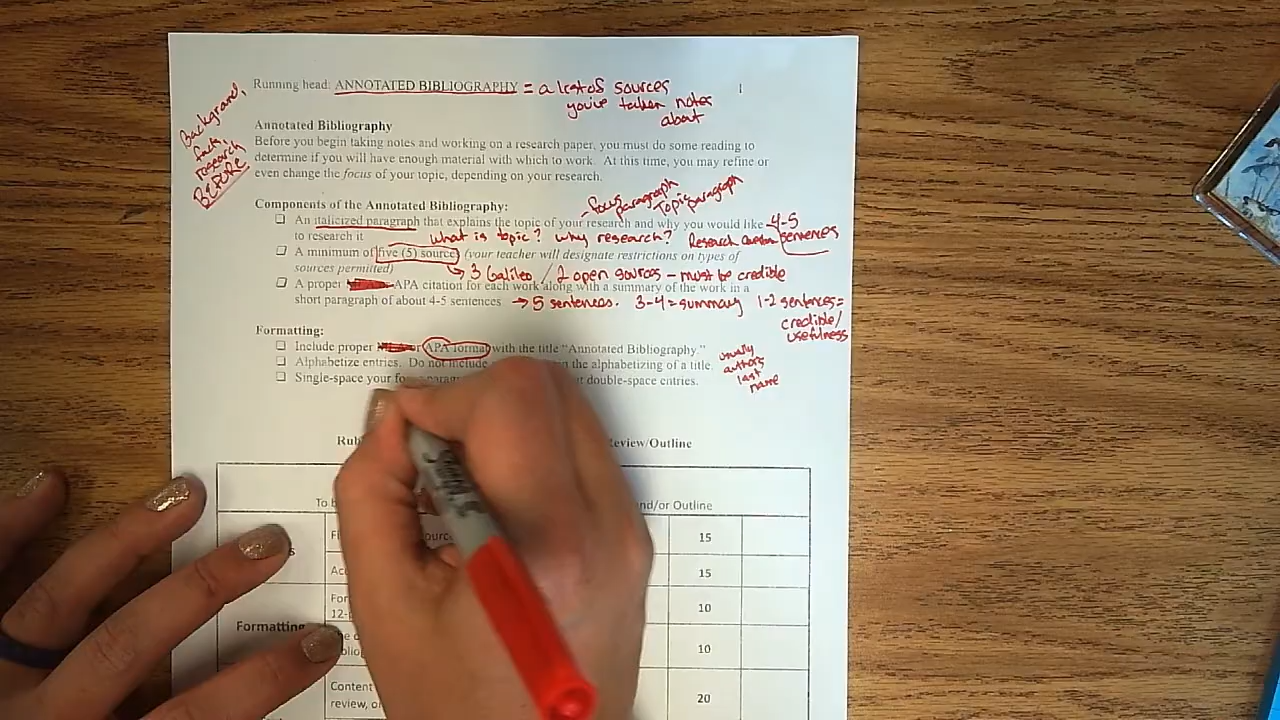 Running head: ANNOTATED BIBLIOGRAPHY = a list of sources 1
you've taken notes
about
Background,
facts,
research
BEFORE
Annotated Bibliography
Before you begin taking notes and working on a research paper, you must do some reading to
determine if you will have enough material with which to work. At this time, you may refine or
even change the focus of your topic, depending on your research.
- focus paragraph
Topic paragraph
Components of the Annotated Bibliography:
An italicized paragraph that explains the topic of your research and why you would like
to research it
4-5
sentences
what is topic? why research? Research Question
A minimum of five (5) sources (your teacher will designate restrictions on types of
sources permitted)
3 Galileo / 2 open sources - must be credible
A proper APA citation for each work along with a summary of the work in a
short paragraph of about 4-5 sentences → 5 sentences. 3-4 = summary 1-2 sentences =
credible/
usefulness
Formatting:
Include proper or APA format with the title "Annotated Bibliography."
Alphabetize entries. Do not include the alphabetizing of a title.
usually
authors
last
name
Single-space your double-space entries.
Review/Outline
and/or Outline
15
15
10
Formatting
10
Content
review, 20